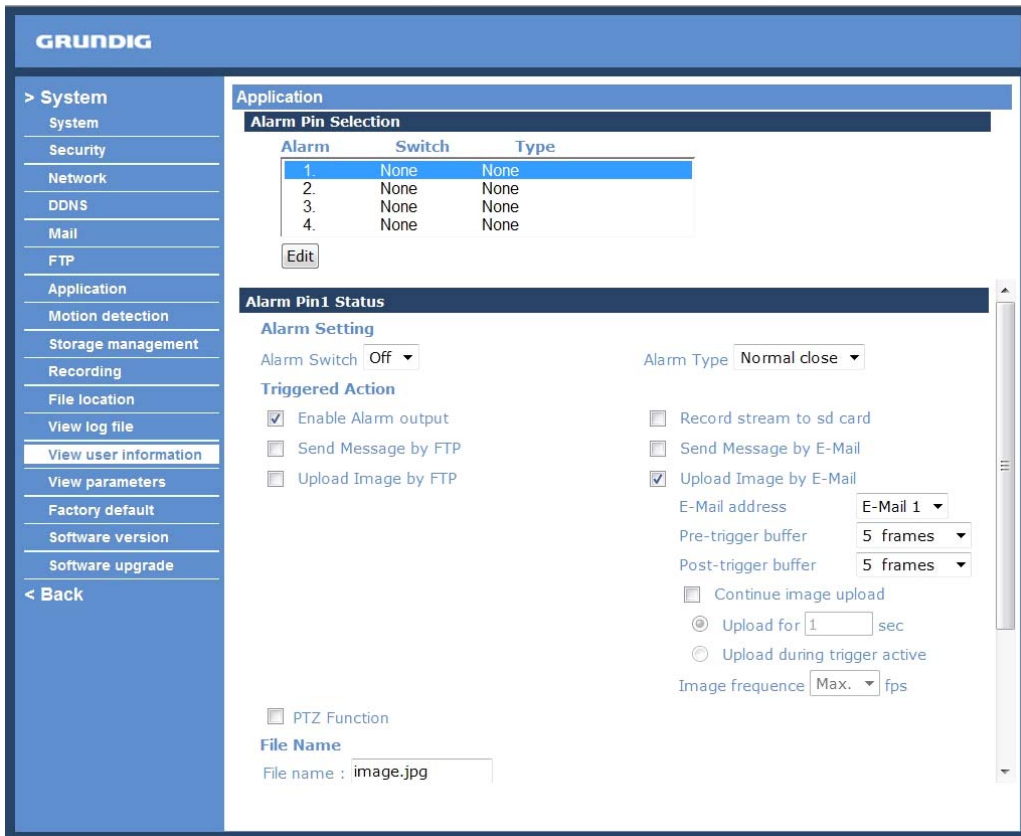 GRUNDIG
> System
System
Security
Network
DDNS
Mail
FTP
Application
Motion detection
Storage management
Recording
File location
View log file
View user information
View parameters
Factory default
Software version
Software upgrade
< Back
Application
Alarm Pin Selection
Alarm Switch Type
1. None None
2. None None
3. None None
4. None None
Edit
Alarm Pin1 Status
Alarm Setting
Alarm Switch Off Alarm Type Normal close
Triggered Action
Enable Alarm output Record stream to sd card
Send Message by FTP Send Message by E-Mail
Upload Image by FTP Upload Image by E-Mail
E-Mail address E-Mail 1
Pre-trigger buffer 5 frames
Post-trigger buffer 5 frames
Continue image upload
Upload for 1 sec
Upload during trigger active
Image frequence Max. fps
PTZ Function
File Name
File name : image.jpg